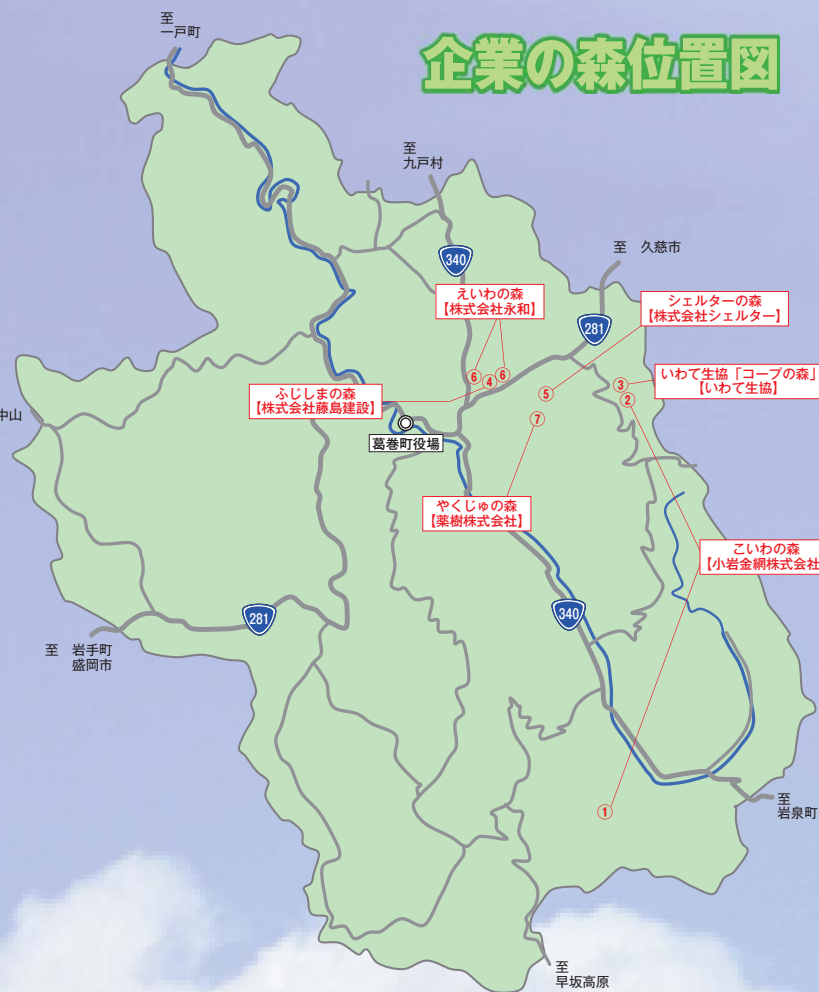 企業の森位置図
至
一戸町
至
九戸村
340
至 久慈市
281
えいわの森
【株式会社永和】
シェルターの森
【株式会社シェルター】
いわて生協「コープの森」
【いわて生協】
⑥
④
⑥
⑤
③
②
⑦
ふじしまの森
【株式会社藤島建設】
中山
葛巻町役場
やくじゅの森
【薬樹株式会社】
こいわの森
【小岩金網株式会社
340
281
至 岩手町
盛岡市
①
至
岩泉町
至
早坂高原